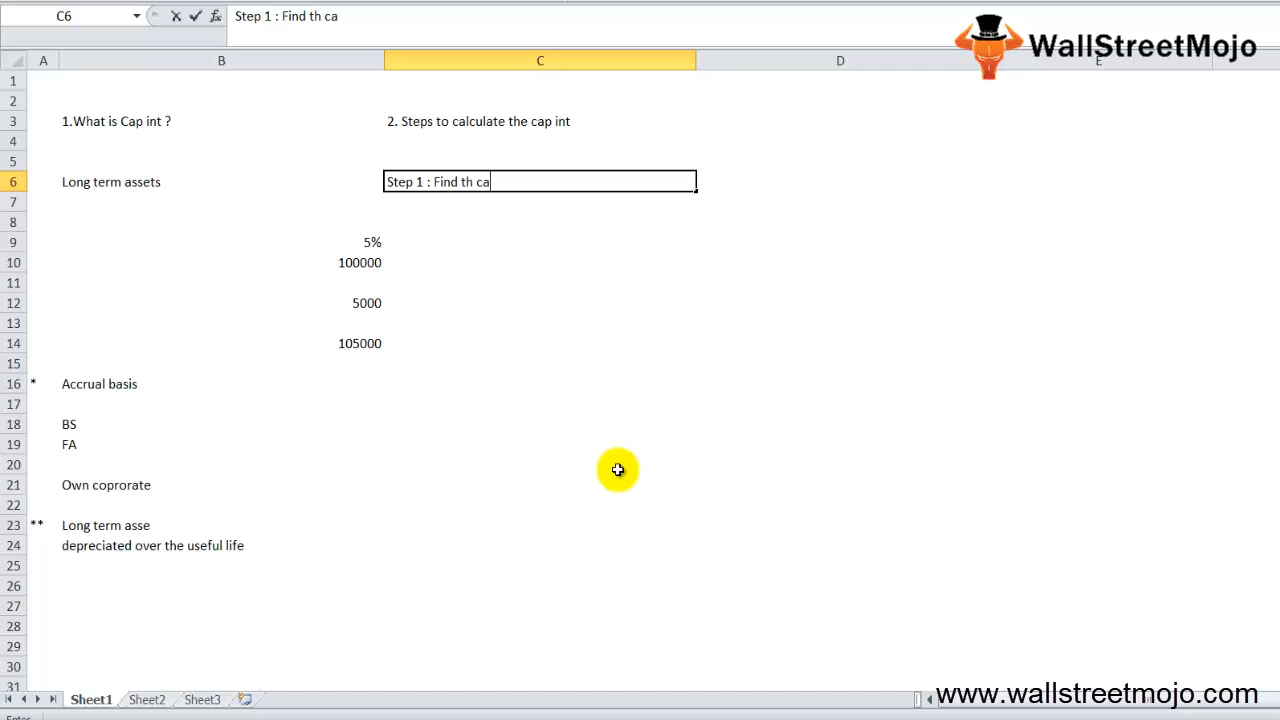 C6 Step 1 : Find th ca
WallStreetMojo
A B C D E
1
2
3 1.What is Cap int ? 2. Steps to calculate the cap int
4
5
6 Long term assets Step 1 : Find th ca
7
8
9 5%
10 100000
11
12 5000
13
14 105000
15
16 * Accrual basis
17
18 BS
19 FA
20
21 Own coprorate
22
23 ** Long term asse
24 depreciated over the useful life
25
26
27
28
29
30
31
Sheet1 Sheet2 Sheet3
www.wallstreetmojo.com
Enter